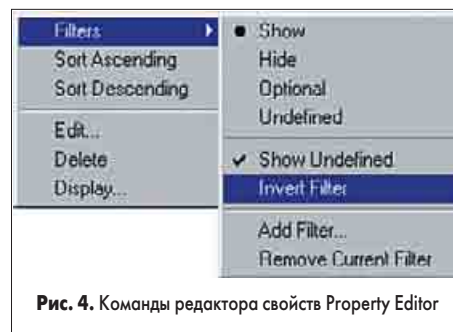 Filters
Sort Ascending
Sort Descending
Edit...
Delete
Display...
Show
Hide
Optional
Undefined
Show Undefined
Invert Filter
Add Filter...
Remove Current Filter
Рис. 4. Команды редактора свойств Property Editor